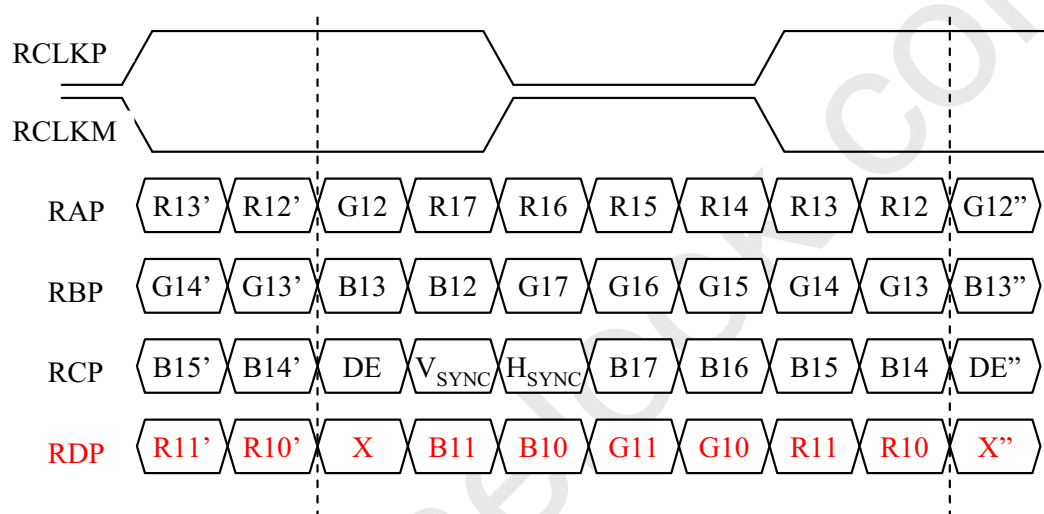 RCLKP
RCLKM
RAP R13’ R12’ G12 R17 R16 R15 R14 R13 R12 G12”
RBP G14’ G13’ B13 B12 G17 G16 G15 G14 G13 B13”
RCP B15’ B14’ DE VSYNC HSYNC B17 B16 B15 B14 DE”
RDP R11’ R10’ X B11 B10 G11 G10 R11 R10 X”